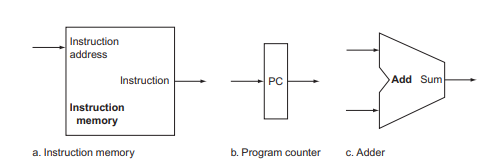 Instruction
address
Instruction
Instruction
memory
PC
Add Sum
a. Instruction memory
b. Program counter
c. Adder